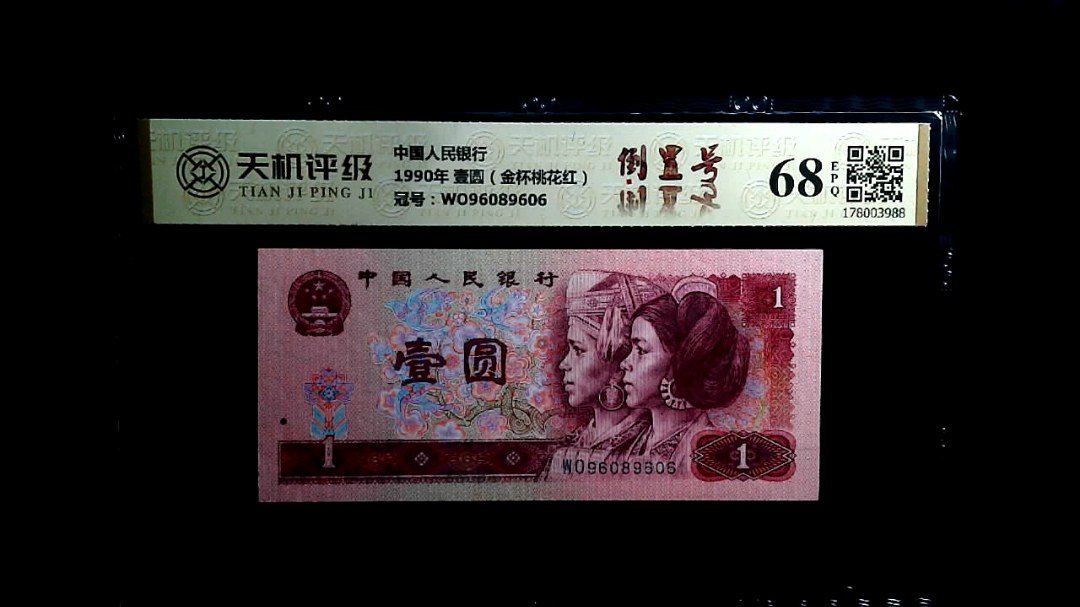 天机评级
TIAN JI PING JI
中国人民银行
1990年 壹圆（金杯桃花红）
冠号：WO96089606
倒置号
68
EPQ
178003988
中国人民银行
1
壹圆
1
WO96089606
1